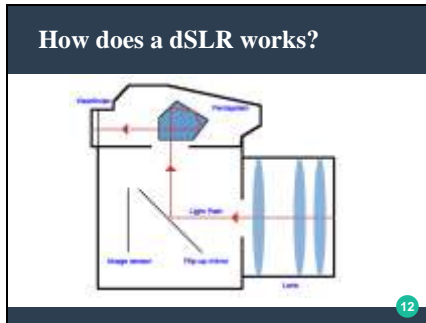 How does a dSLR works?
Viewfinder
Pentaprism
Light Path
Image sensor
Flip-up mirror
Lens
12